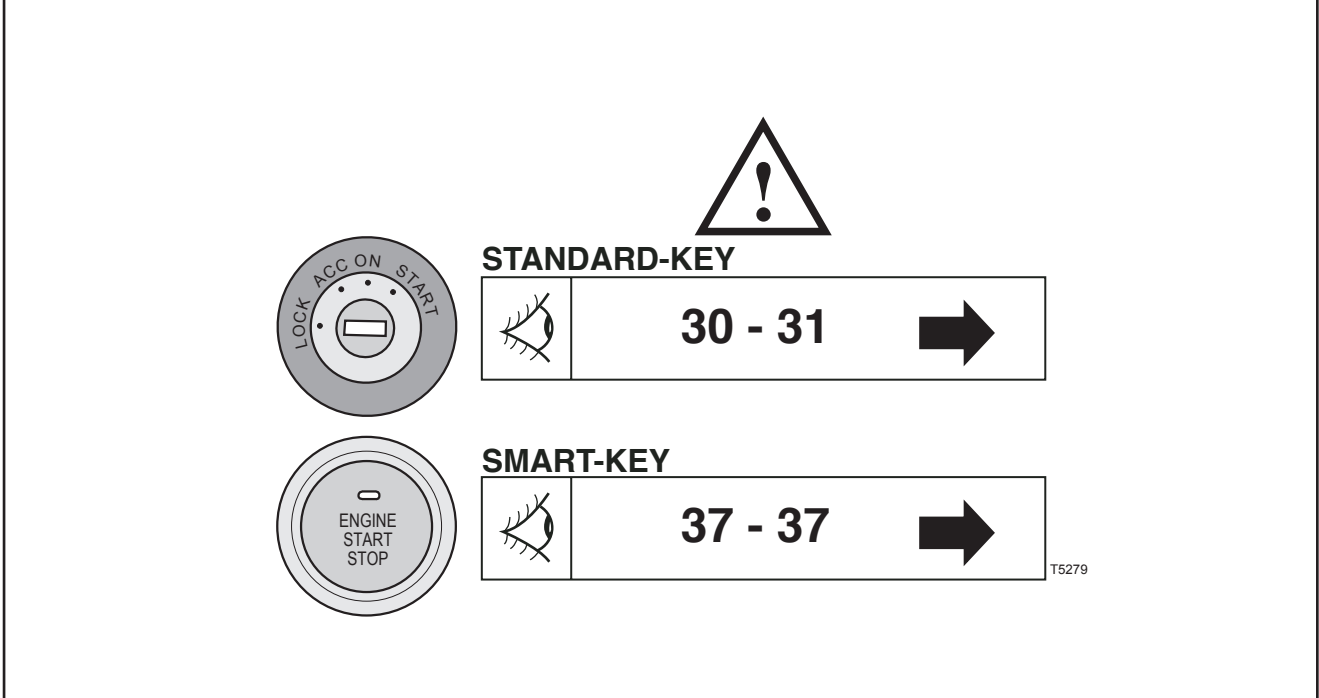 !
STANDARD-KEY
LOCK ACC ON START
30 - 31
SMART-KEY
ENGINE
START
STOP
37 - 37
T5279